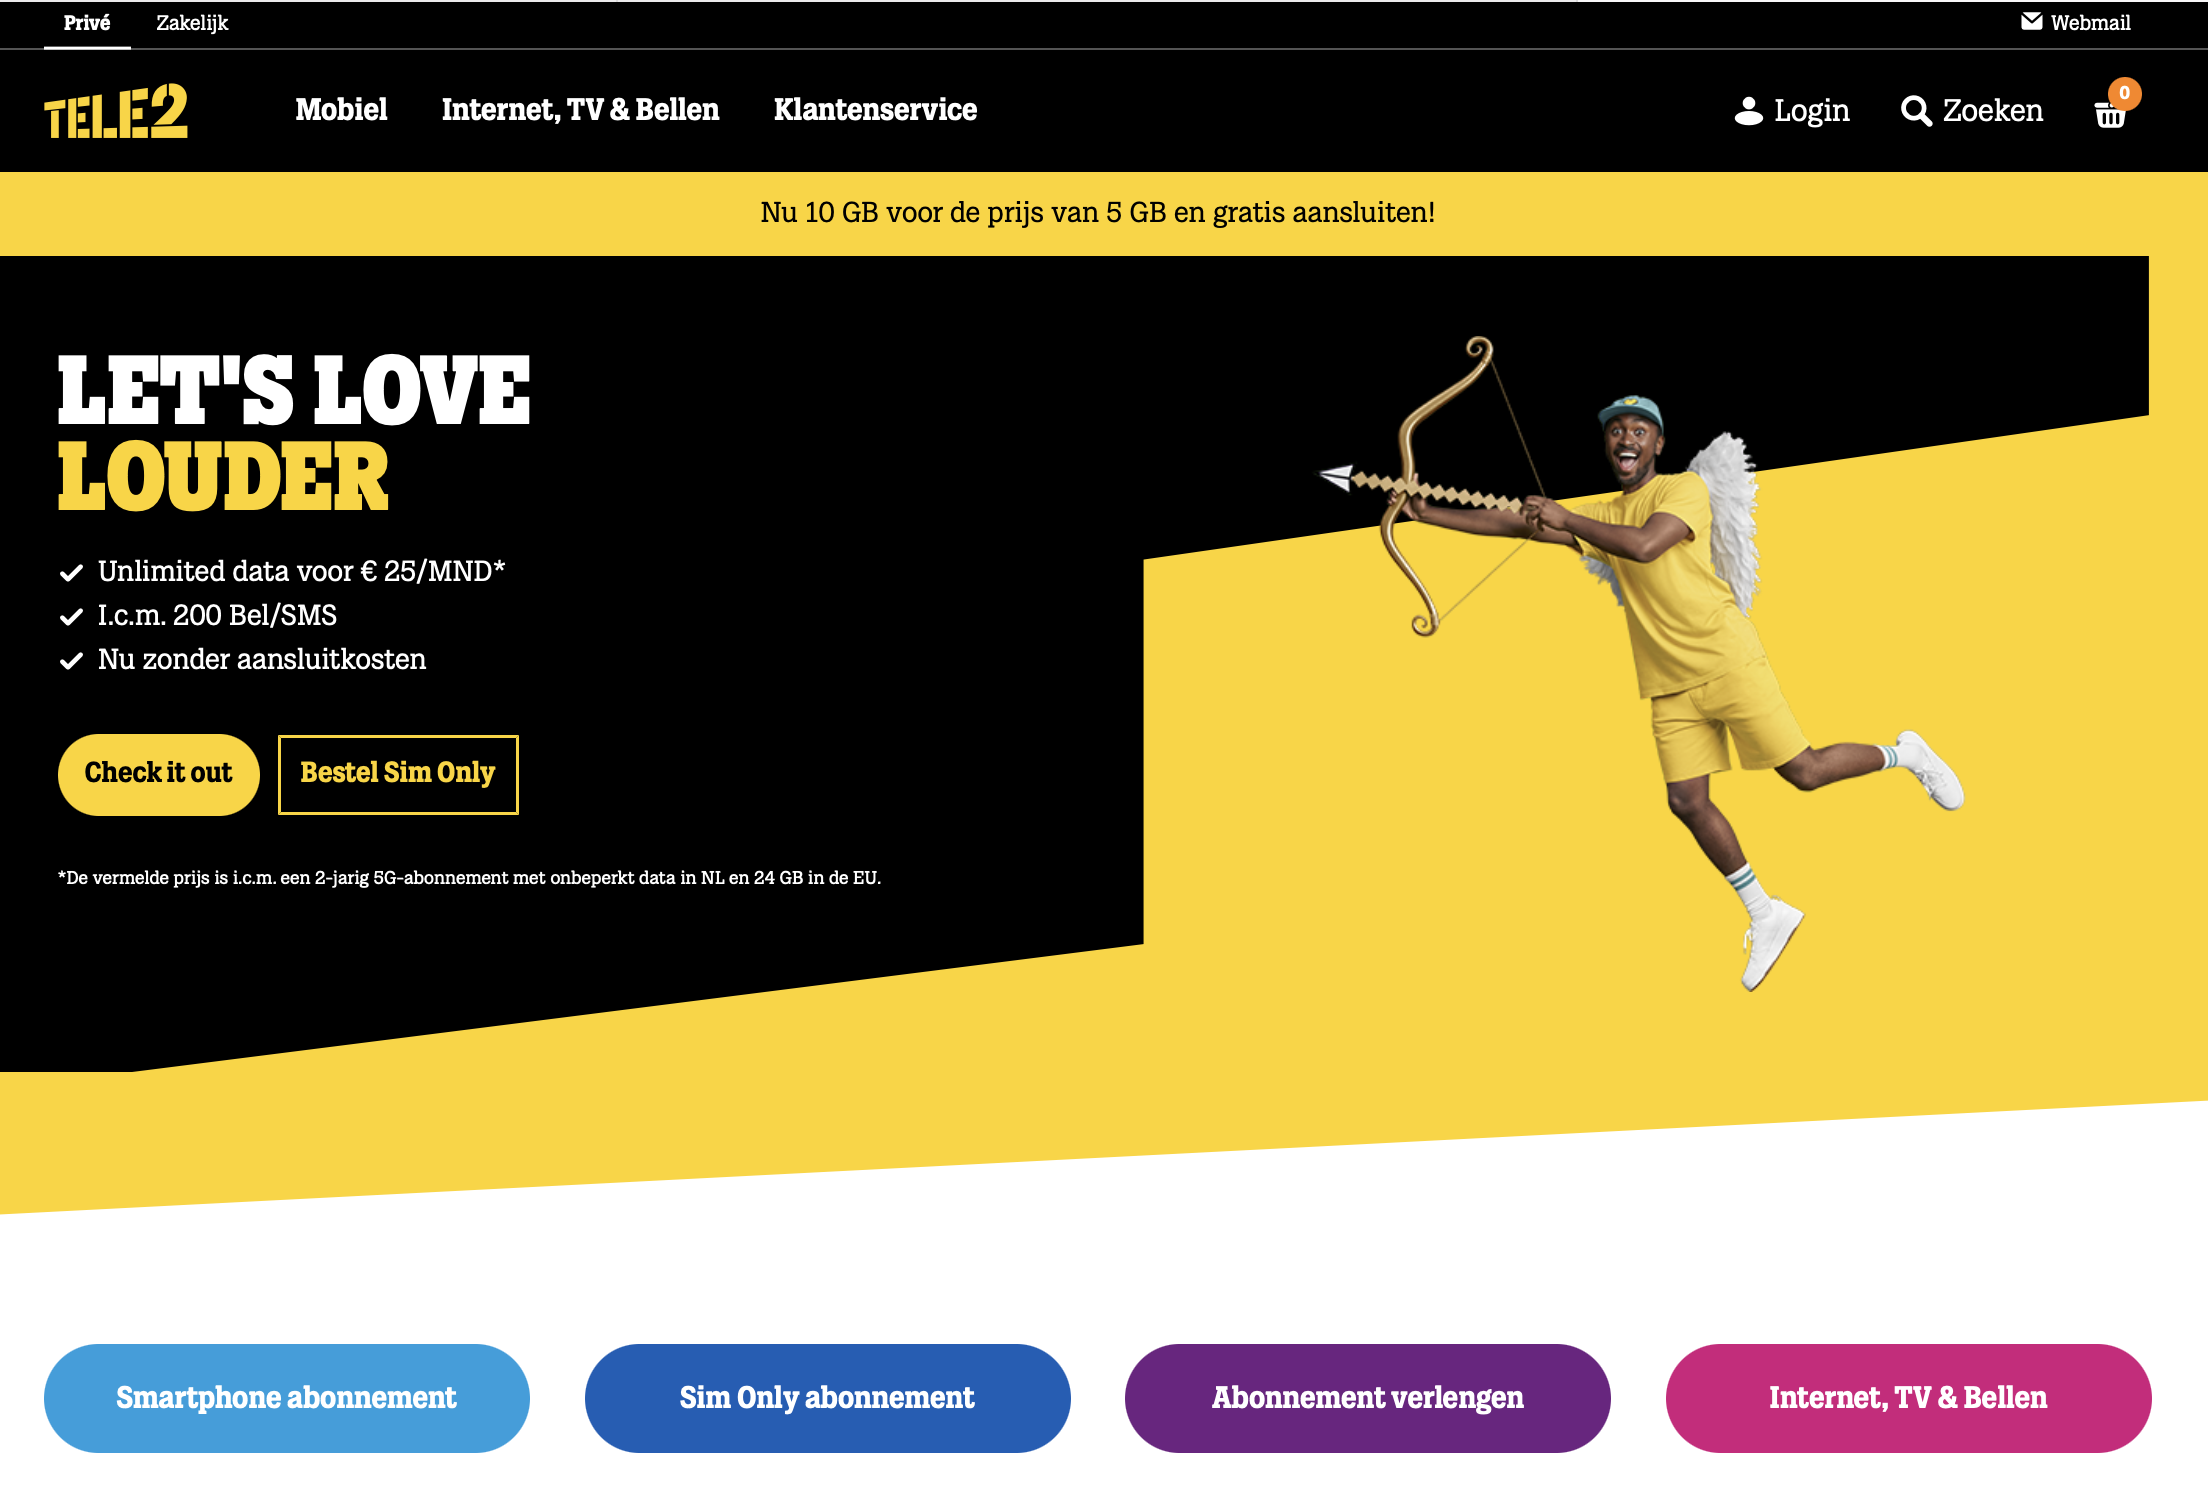 Privé
Zakelijk
Webmail
TELE2
Mobiel
Internet, TV & Bellen
Klantenservice
Login
Zoeken
0
Nu 10 GB voor de prijs van 5 GB en gratis aansluiten!
LET'S LOVE
LOUDER
Unlimited data voor € 25/MND*
I.c.m. 200 Bel/SMS
Nu zonder aansluitkosten
Check it out
Bestel Sim Only
*De vermelde prijs is i.c.m. een 2-jarig 5G-abonnement met onbeperkt data in NL en 24 GB in de EU.
Smartphone abonnement
Sim Only abonnement
Abonnement verlengen
Internet, TV & Bellen